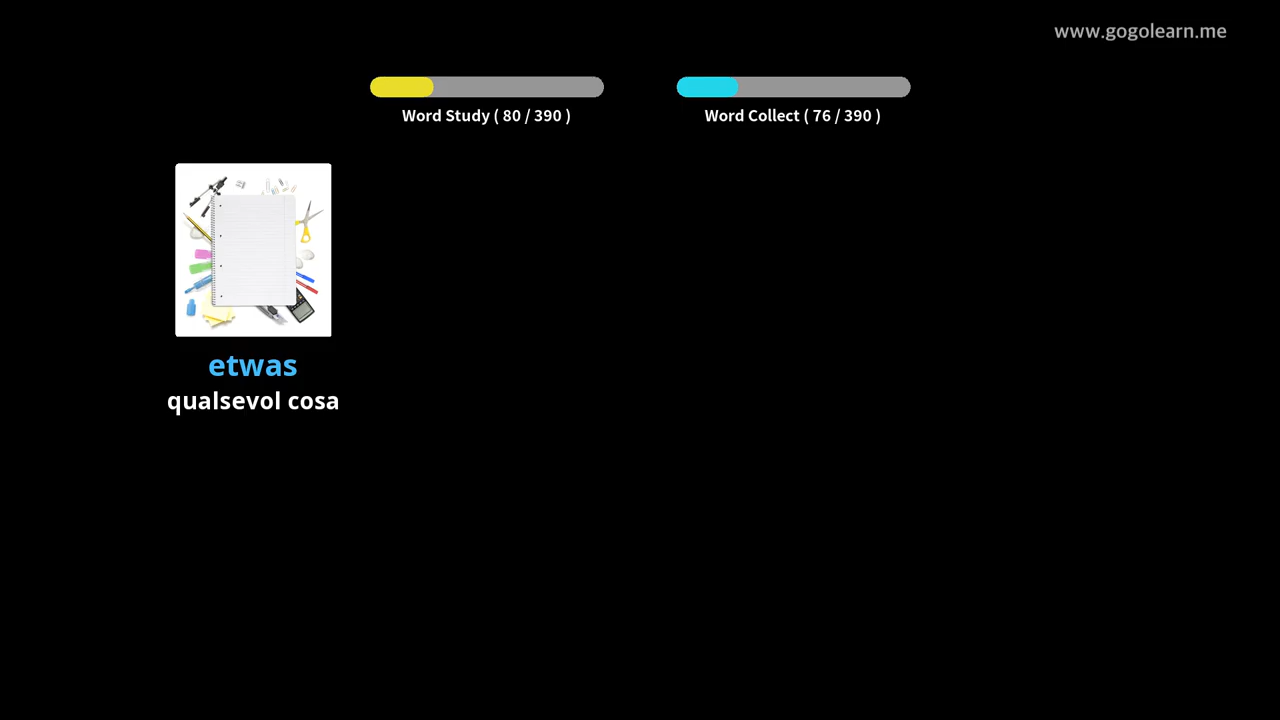 www.gogolearn.me
Word Study ( 80 / 390 )
Word Collect ( 76 / 390 )
etwas
qualsevol cosa